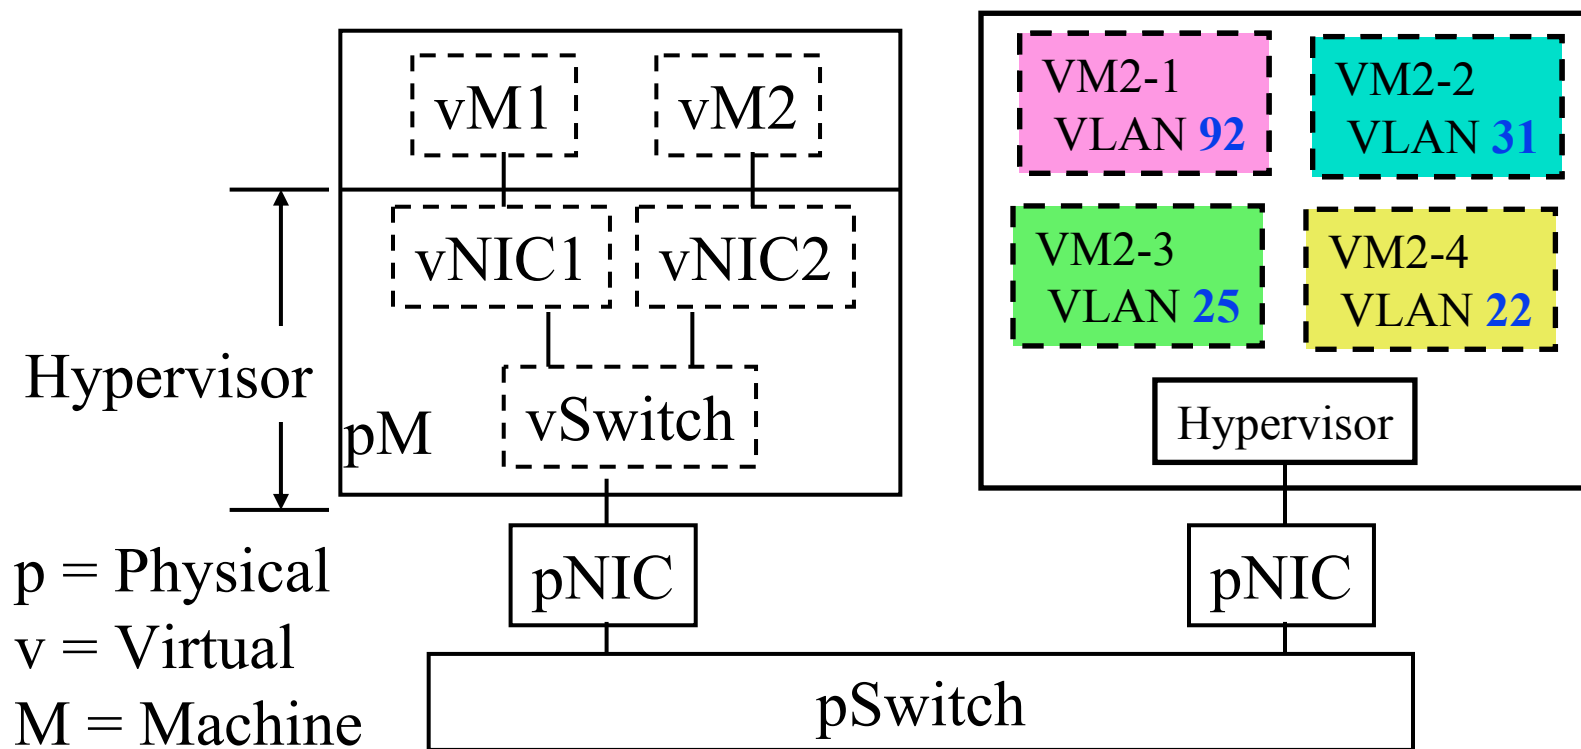 vM1
vM2
vNIC1
vNIC2
Hypervisor
pM
vSwitch
pNIC
p = Physical
v = Virtual
M = Machine
VM2-1
VLAN 92
VM2-2
VLAN 31
VM2-3
VLAN 25
VM2-4
VLAN 22
Hypervisor
pNIC
pSwitch